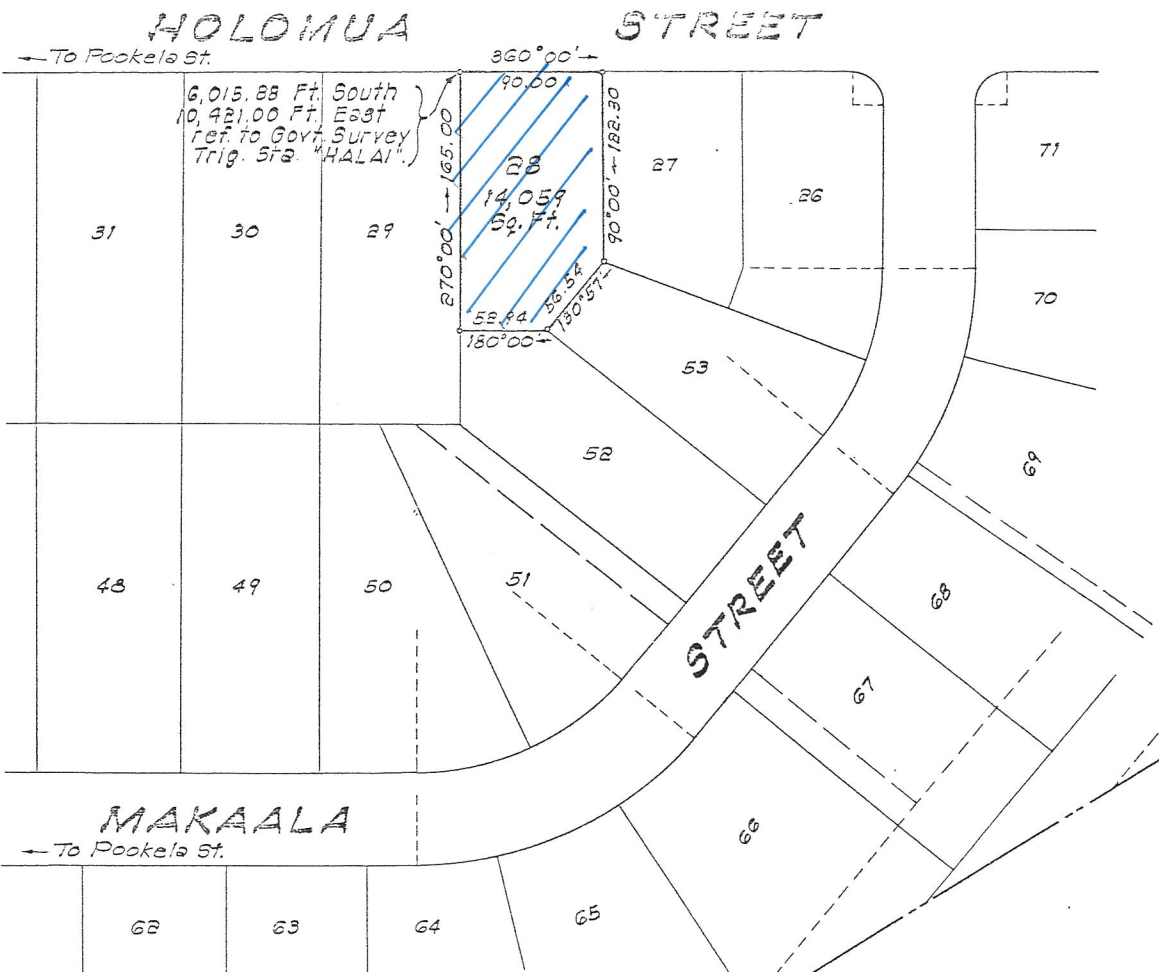 HOLOMUA STREET
← To Pookela St.
360°00' →
90.00
6,015.88 Ft. South
10,421.00 Ft. East
ref. to Govt. Survey
Trig. Sta. "HALAI".
270°00' → 165.00
90°00' ← 122.30
28
14,059
Sq. Ft.
56.54
130°57'
52.94
180°00' ←
31
30
29
27
26
71
70
53
52
69
48
49
50
51
68
67
66
STREET
MAKAALA
← To Pookela St.
62
63
64
65